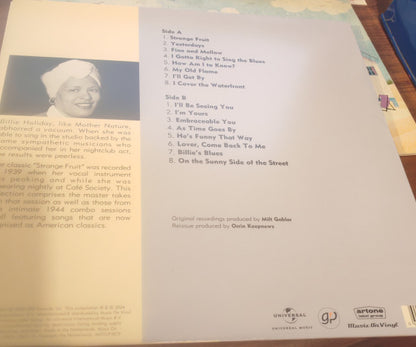 Side A
1. Strange Fruit
2. Yesterdays
3. Fine and Mellow
4. I Gotta Right to Sing the Blues
5. How Am I to Know?
6. My Old Flame
7. I'll Get By
8. I Cover the Waterfront
Side B
1. I'll Be Seeing You
2. I'm Yours
3. Embraceable You
4. As Time Goes By
5. He's Funny That Way
6. Lover, Come Back To Me
7. Billie's Blues
8. On the Sunny Side of the Street
Billie Holiday, like Mother Nature,
abhorred a vacuum. When she was
able to sing in the studio backed by the
same sympathetic musicians who
accompanied her in her nightclub act,
the results were peerless.
classic "Strange Fruit" was recorded
1939 when her vocal instrument
peaking and while she was
appearing nightly at Café Society. This
collection comprises the master takes
that session as well as those from
intimate 1944 combo sessions
all featuring songs that are now
as American classics.
Original recordings produced by Milt Gabler
Reissue produced by Orrin Keepnews
UNIVERSAL
UNIVERSAL MUSIC
gp
artone
Music On Vinyl